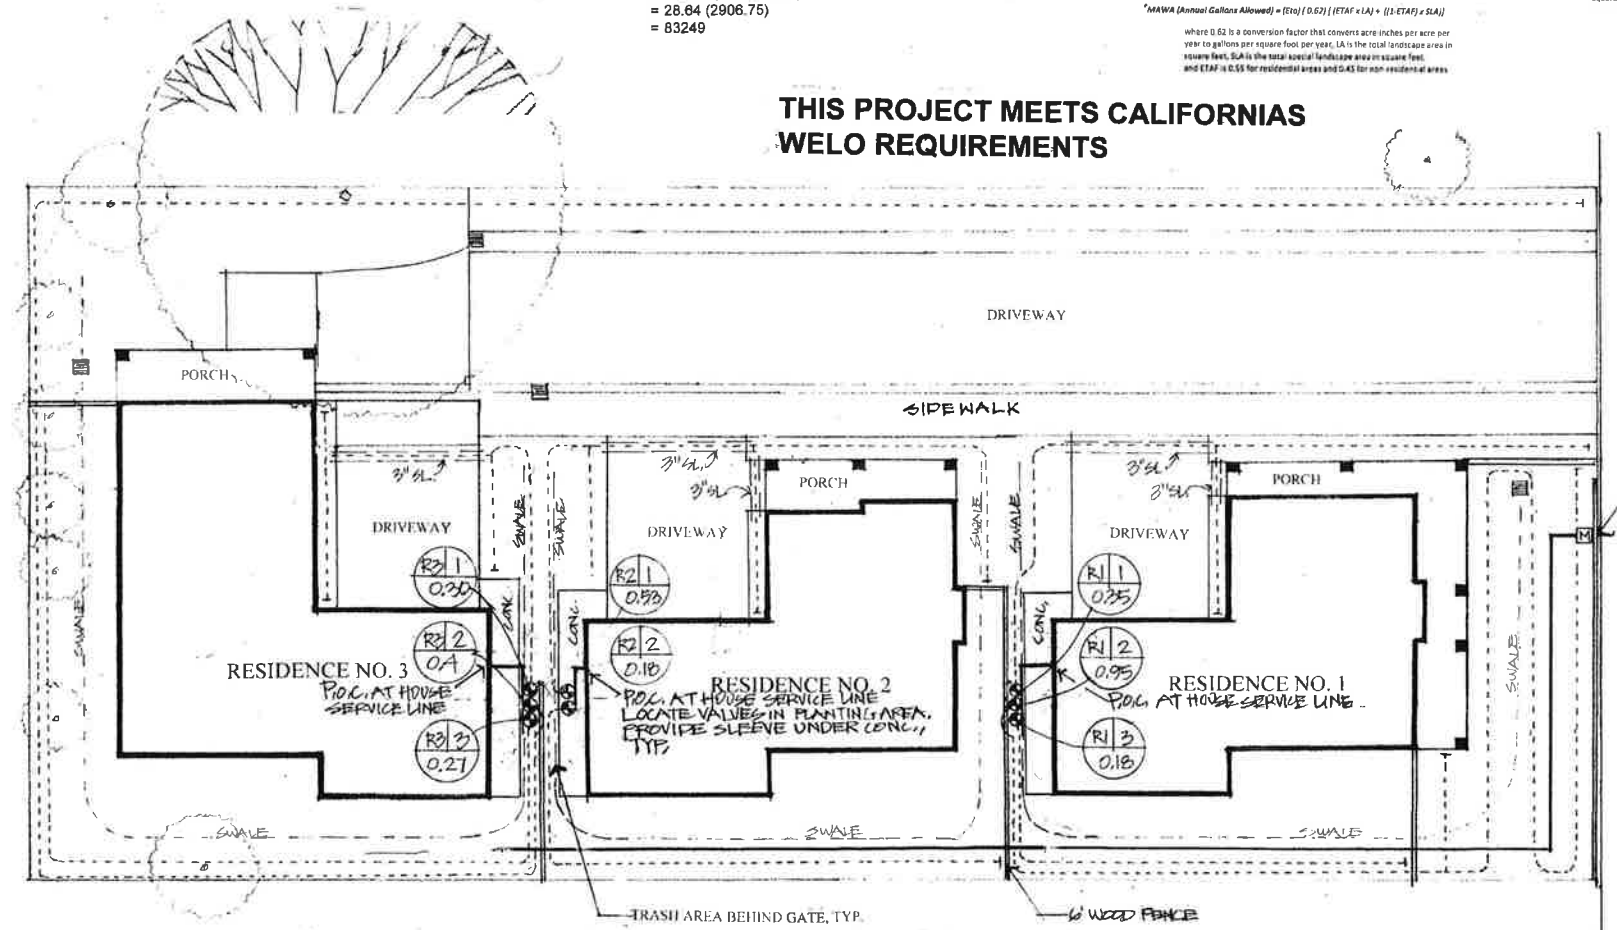 = 28.64 (2906.75)
= 83249
*MAWA (Annual Gallons Allowed) = (Eto) ( 0.62) [ (ETAF x LA) + ((1-ETAF) x SLA)]
where 0.62 is a conversion factor that converts acre-inches per acre per
year to gallons per square foot per year, LA is the total landscape area in
square feet, SLA is the total special landscape area in square feet,
and ETAF is 0.55 for residential areas and 0.45 for non-residential areas
THIS PROJECT MEETS CALIFORNIAS
WELO REQUIREMENTS
DRIVEWAY
PORCH
SIDEWALK
3" SL.
DRIVEWAY
SWALE
SWALE
3" SL.
3" SL
PORCH
DRIVEWAY
SWALE
SWALE
3" SL
3" SL
PORCH
DRIVEWAY
R3 1
0.30
R2 1
0.53
R1 1
0.35
CONC.
CONC.
CONC.
SWALE
SWALE
R3 2
0.4
R2 2
0.18
R1 2
0.95
RESIDENCE NO. 3
P.O.C. AT HOUSE
SERVICE LINE
RESIDENCE NO. 2
P.O.C. AT HOUSE SERVICE LINE
LOCATE VALVES IN PLANTING AREA.
PROVIDE SLEEVE UNDER CONC.,
TYP.
RESIDENCE NO. 1
P.O.C. AT HOUSE SERVICE LINE
R3 3
0.27
R1 3
0.18
M
SWALE
SWALE
SWALE
TRASH AREA BEHIND GATE, TYP.
6' WOOD FENCE